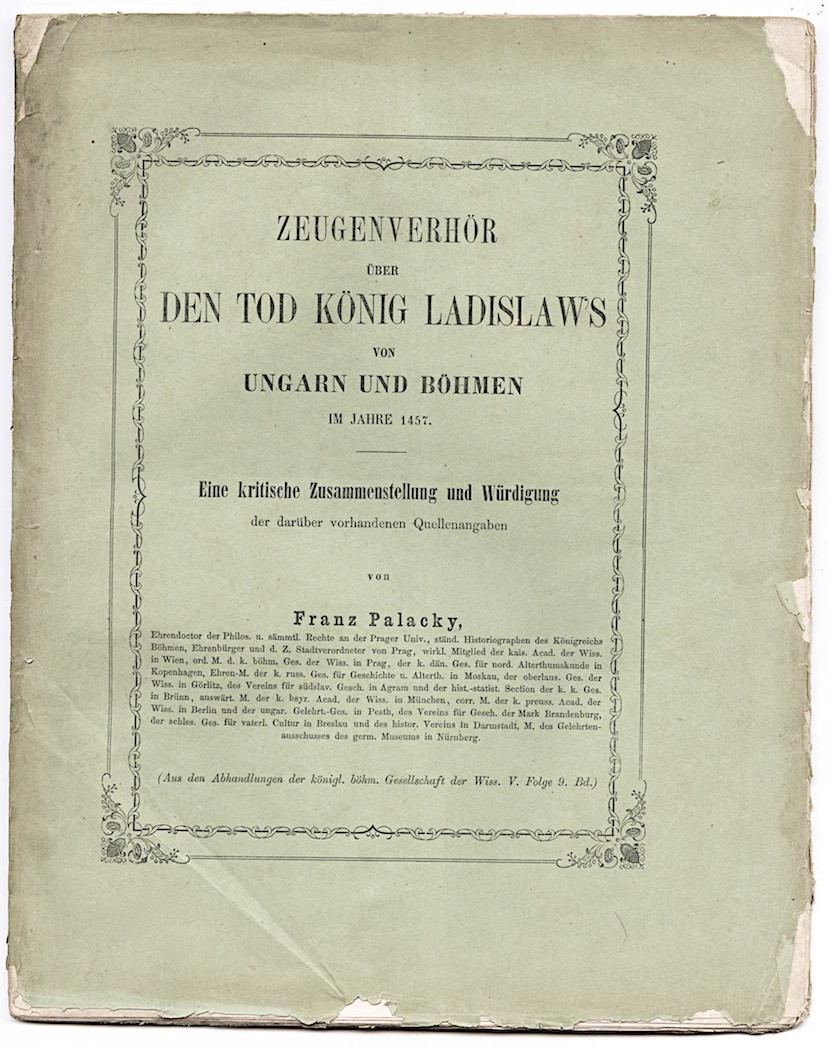 ZEUGENVERHÖR
ÜBER
DEN TOD KÖNIG LADISLAW'S
VON
UNGARN UND BÖHMEN
IM JAHRE 1457.
Eine kritische Zusammenstellung und Würdigung
der darüber vorhandenen Quellenangaben
von
Franz Palacky,
Ehrendoctor der Philos. u. sämmtl. Rechte an der Prager Univ., ständ. Historiographen des Königreichs
Böhmen, Ehrenbürger und d. Z. Stadtverordneter von Prag, wirkl. Mitglied der kais. Acad. der Wiss.
in Wien, ord. M. d. k. böhm. Ges. der Wiss. in Prag, der k. dän. Ges. für nord. Alterthumskunde in
Kopenhagen, Ehren-M. der k. russ. Ges. für Geschichte u. Alterth. in Moskau, der oberlaus. Ges. der
Wiss. in Görlitz, des Vereins für südslav. Gesch. in Agram und der hist.-statist. Section der k. k. Ges.
in Brünn, auswärt. M. der k. bayr. Acad. der Wiss. in München, corr. M. der k. preuss. Acad. der
Wiss. in Berlin und der ungar. Gelehrt.-Ges. in Pesth, des Vereins für Gesch. der Mark Brandenburg,
der schles. Ges. für vaterl. Cultur in Breslau und des histor. Vereins in Darmstadt, M. des Gelehrten-
ausschusses des germ. Museums in Nürnberg.
(Aus den Abhandlungen der königl. böhm. Gesellschaft der Wiss. V. Folge 9. Bd.)